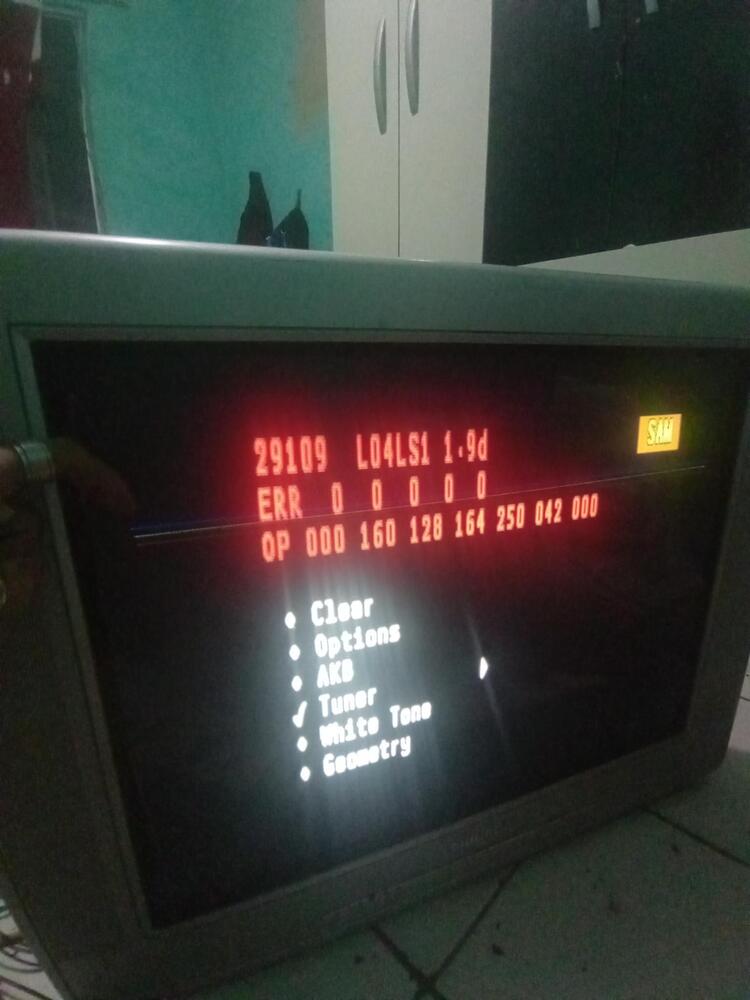 SAM
29109 L04LS1 1.9d
ERR 0 0 0 0 0
OP 000 160 128 164 250 042 000
Clear
Options
AKB
Tuner
White Tone
Geometry